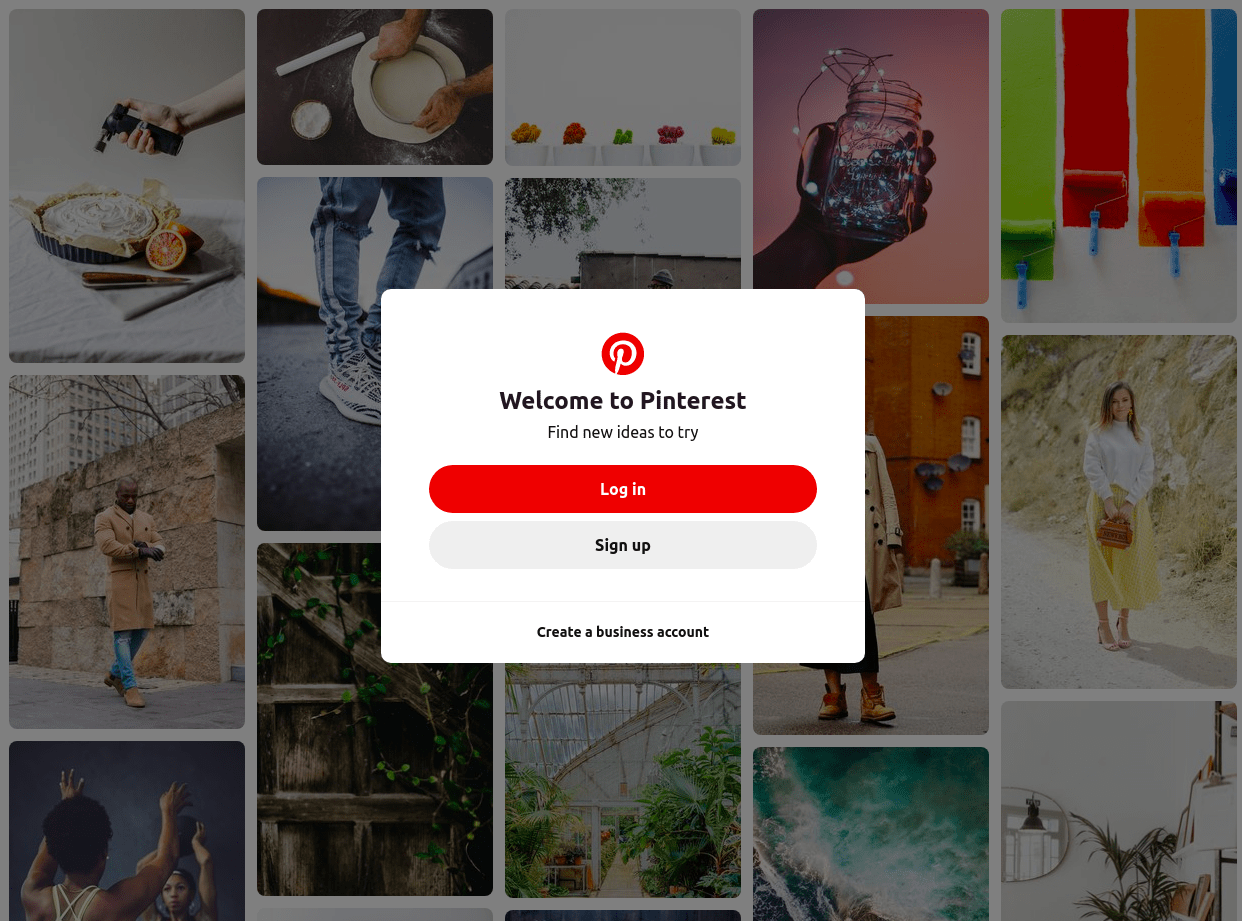 Welcome to Pinterest
Find new ideas to try
Log in
Sign up
Create a business account